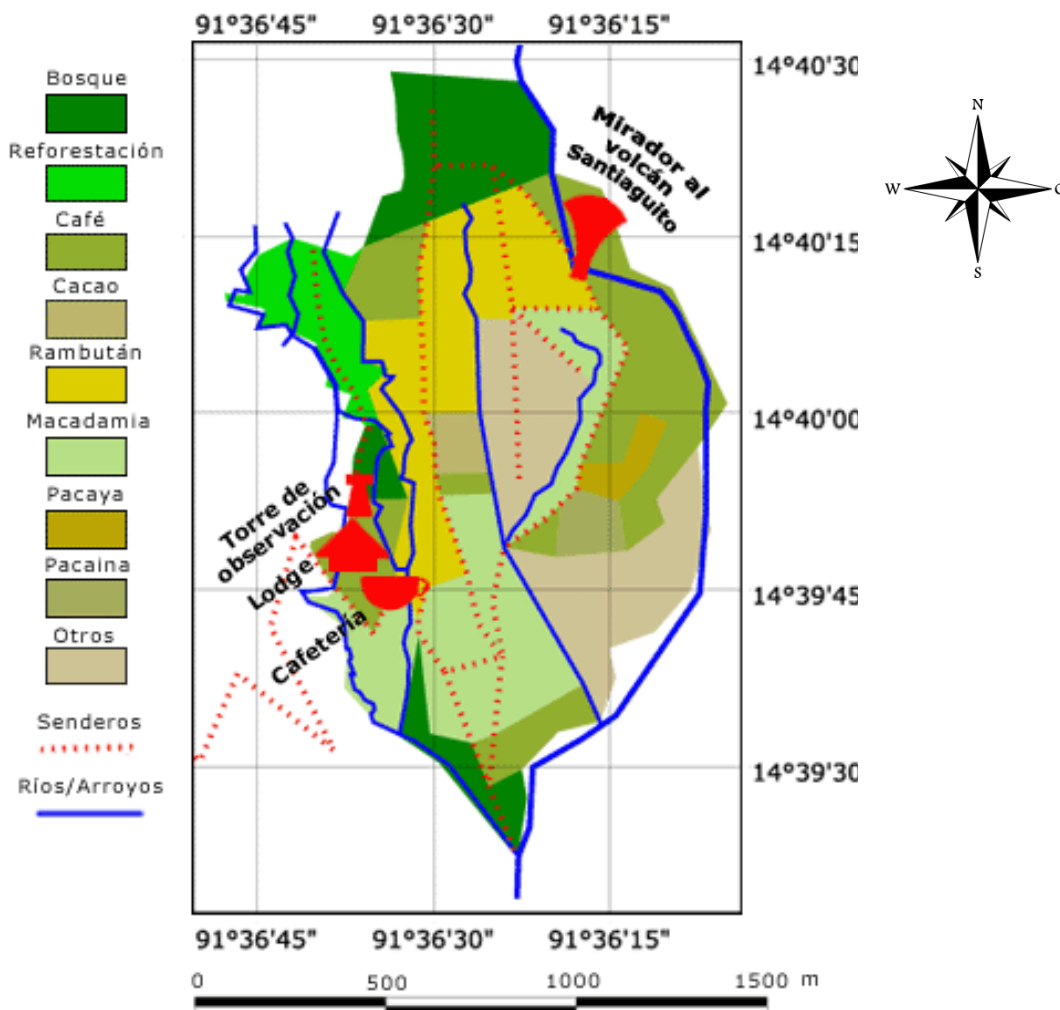 91°36'45" 91°36'30" 91°36'15"
14°40'30
14°40'15
14°40'00
14°39'45
14°39'30
Bosque
Reforestación
Café
Cacao
Rambután
Macadamia
Pacaya
Pacaina
Otros
Senderos
Ríos/Arroyos
Mirador al
volcán
Santiaguito
Torre de
observación
Lodge
Cafetería
N
W
S
91°36'45" 91°36'30" 91°36'15"
0 500 1000 1500 m